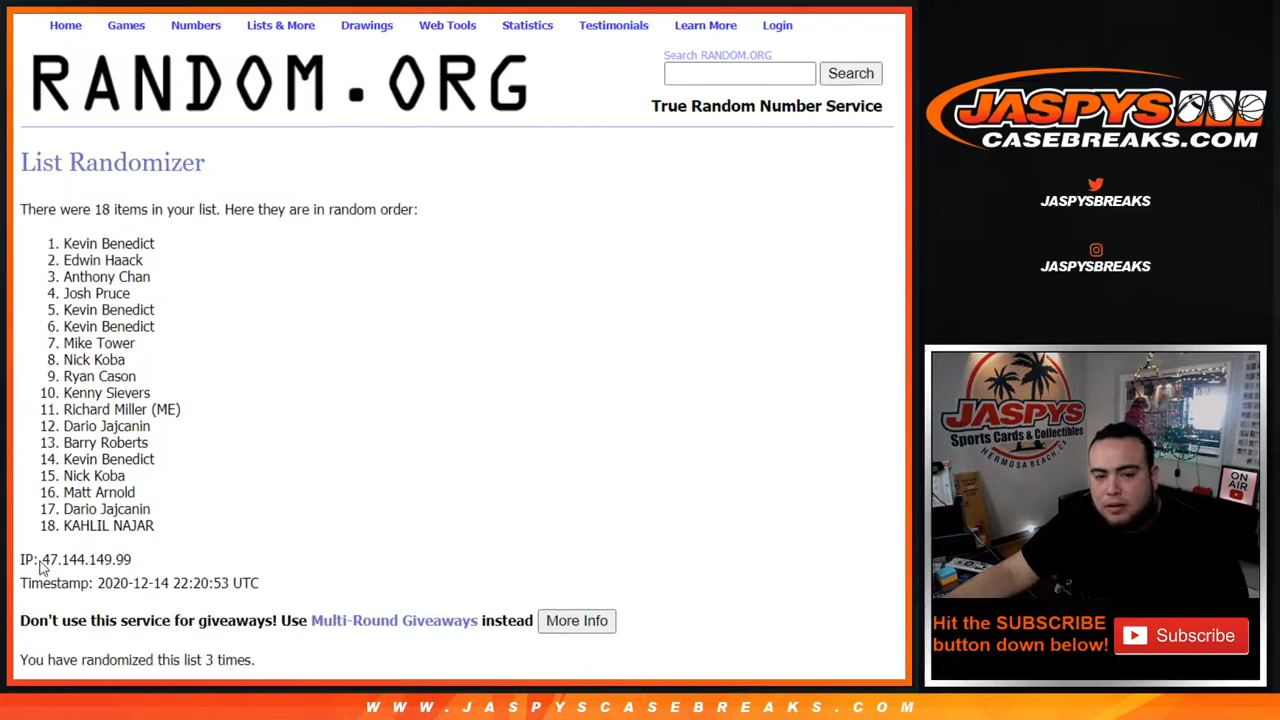 Home Games Numbers Lists & More Drawings Web Tools Statistics Testimonials Learn More Login
RANDOM.ORG
Search RANDOM.ORG
Search
True Random Number Service
List Randomizer
There were 18 items in your list. Here they are in random order:
1. Kevin Benedict
2. Edwin Haack
3. Anthony Chan
4. Josh Pruce
5. Kevin Benedict
6. Kevin Benedict
7. Mike Tower
8. Nick Koba
9. Ryan Cason
10. Kenny Sievers
11. Richard Miller (ME)
12. Dario Jajcanin
13. Barry Roberts
14. Kevin Benedict
15. Nick Koba
16. Matt Arnold
17. Dario Jajcanin
18. KAHLIL NAJAR
IP: 47.144.149.99
Timestamp: 2020-12-14 22:20:53 UTC
Don't use this service for giveaways! Use Multi-Round Giveaways instead More Info
You have randomized this list 3 times.
JASPYS
CASEBREAKS.COM
JASPYSBREAKS
JASPYSBREAKS
JASPYS
Sports Cards & Collectibles
HERMOSA BEACH, CA
ON
AIR
Hit the SUBSCRIBE
button down below!
Subscribe
WWW.JASPYSCASEBREAKS.COM